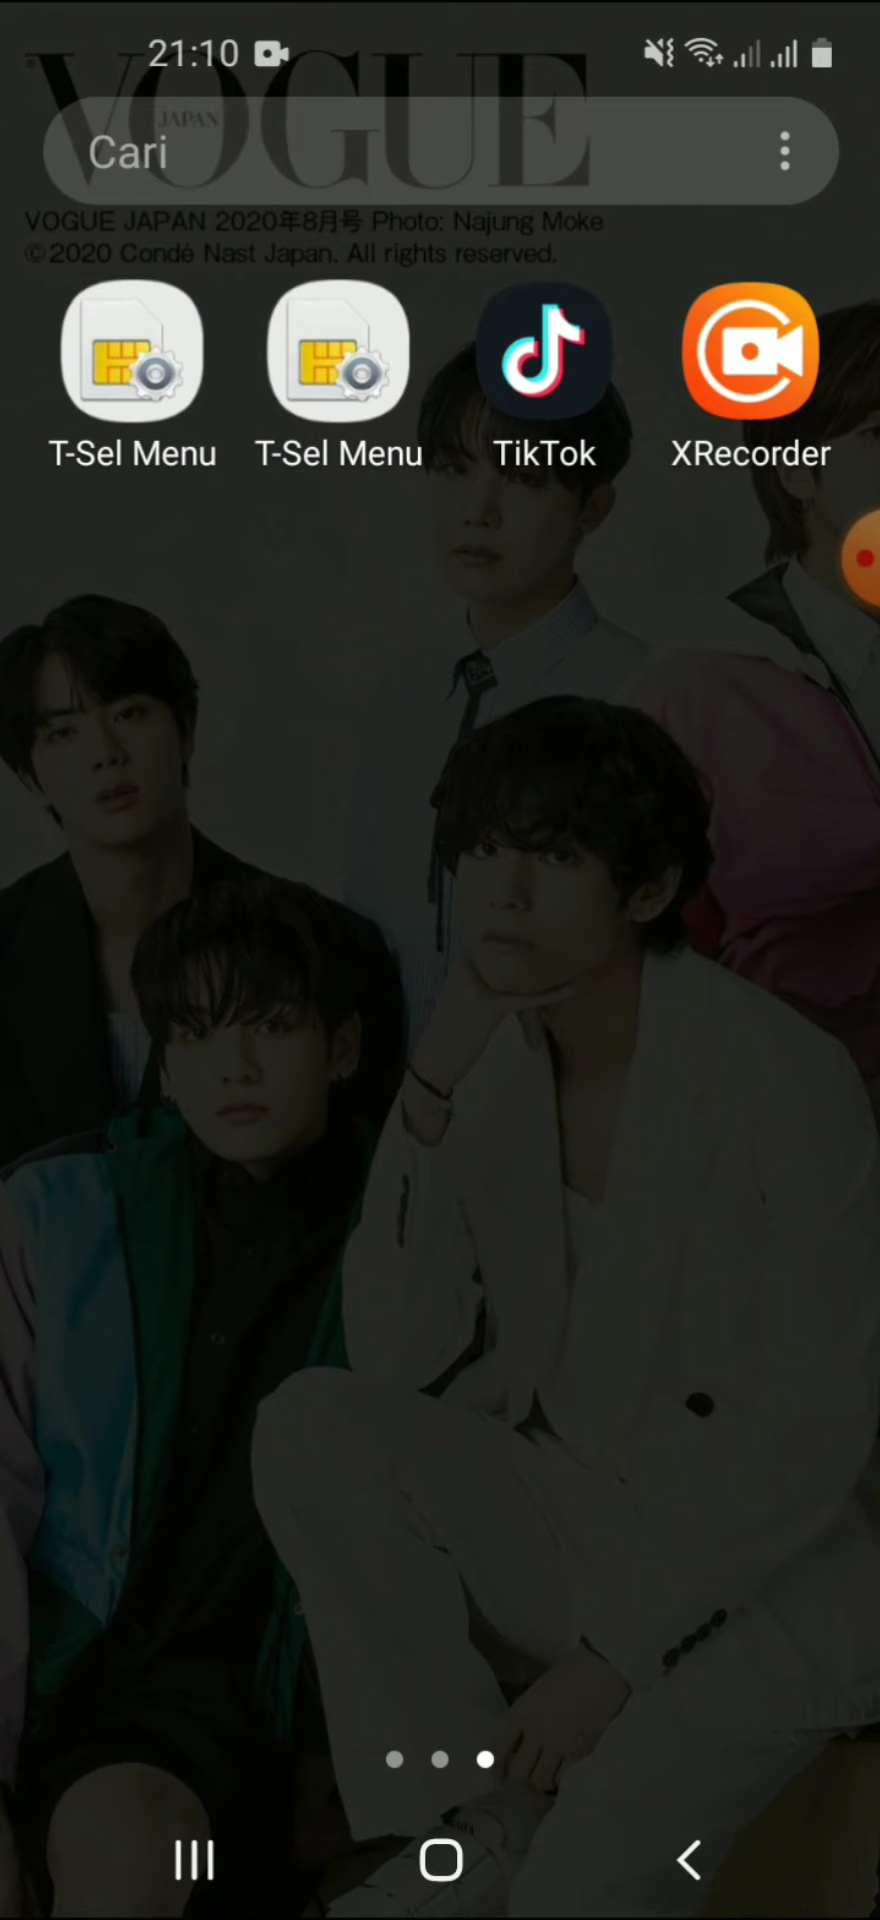 21:10
VOGUE
JAPAN
Cari
VOGUE JAPAN 2020年8月号 Photo: Najung Moke
©2020 Condé Nast Japan. All rights reserved.
T-Sel Menu
T-Sel Menu
TikTok
XRecorder